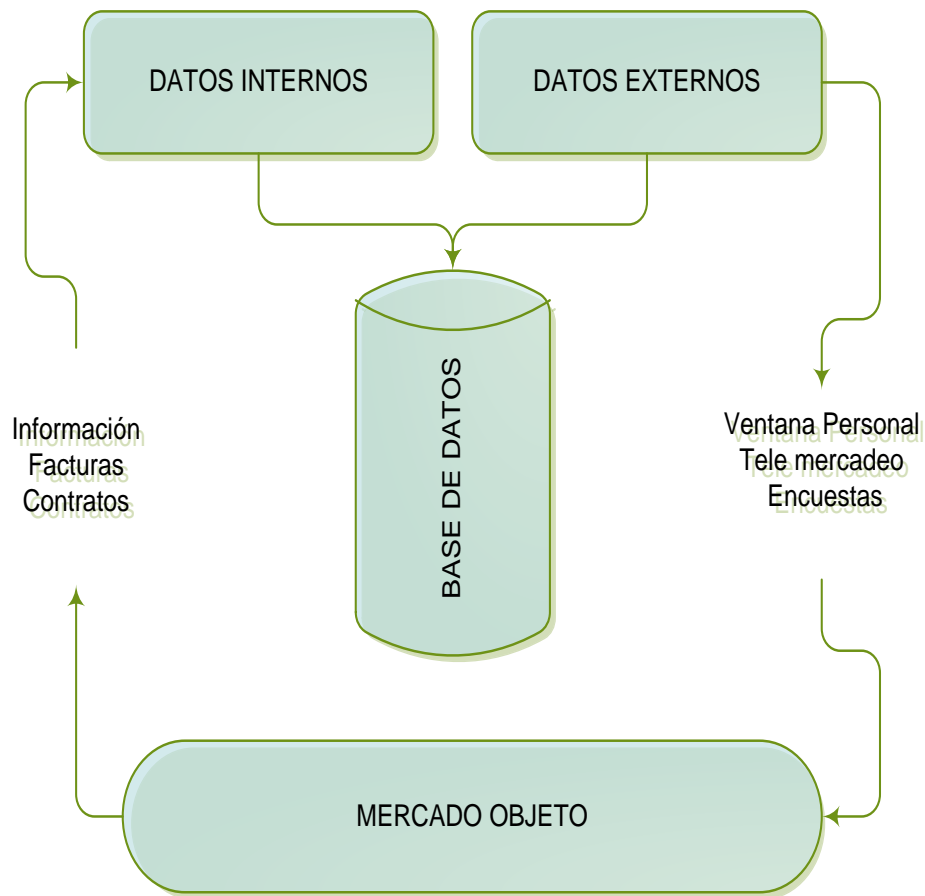 DATOS INTERNOS
DATOS EXTERNOS
BASE DE DATOS
Información
Facturas
Contratos
Ventana Personal
Tele mercadeo
Encuestas
MERCADO OBJETO